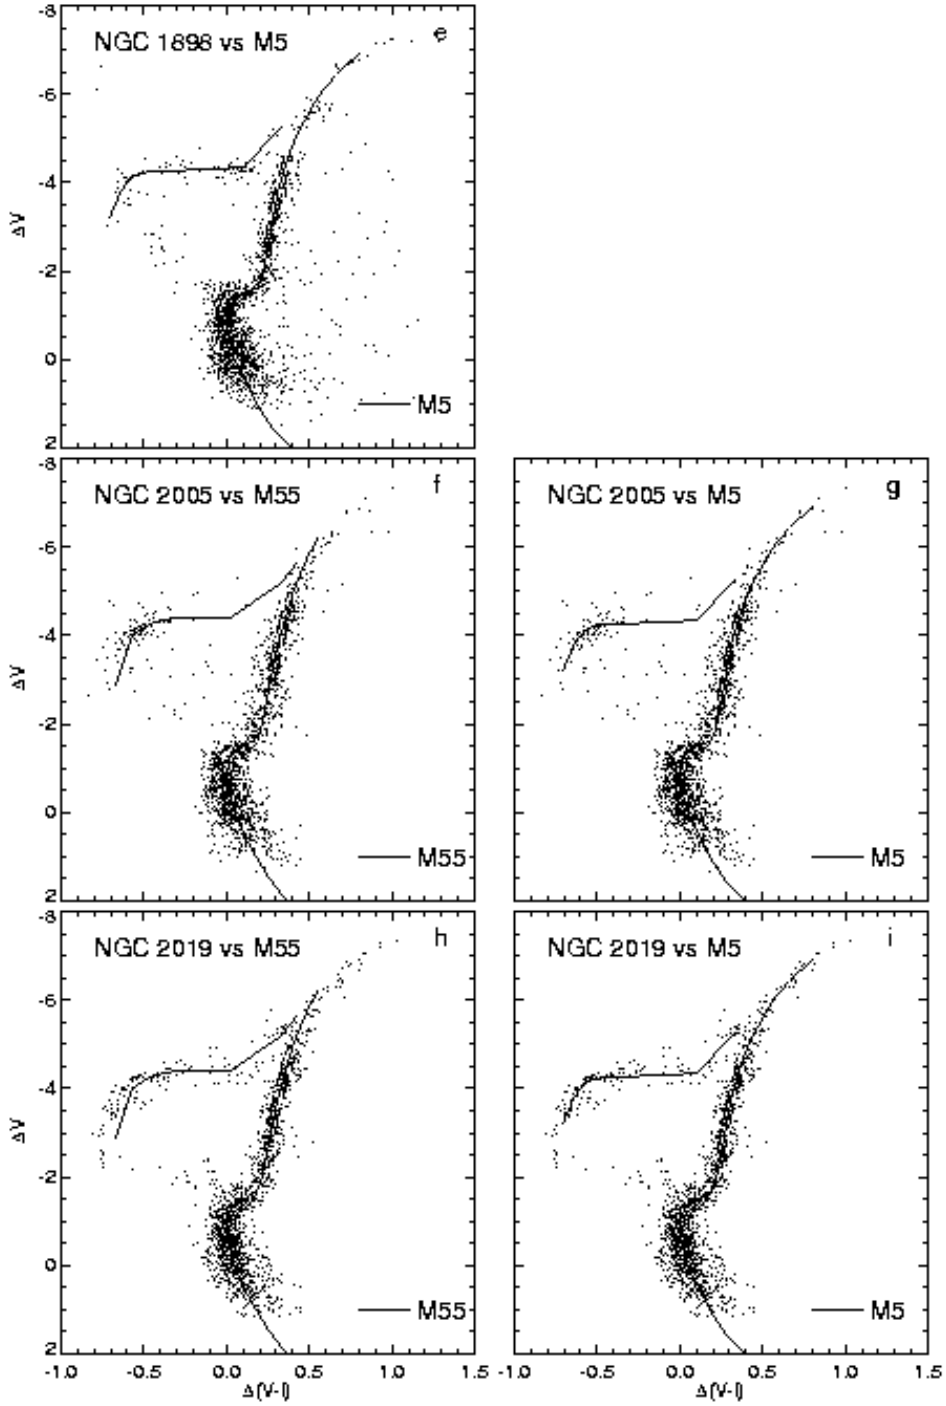 -8
NGC 1898 vs M5
e
-6
-4
ΔV
-2
0
M5
2
-8
NGC 2005 vs M55
f
NGC 2005 vs M5
g
-6
-4
ΔV
-2
0
M55
M5
2
-8
NGC 2019 vs M55
h
NGC 2019 vs M5
i
-6
-4
ΔV
-2
0
M55
M5
2
-1.0 -0.5 0.0 0.5 1.0 1.5 -1.0 -0.5 0.0 0.5 1.0 1.5
Δ(V-I) Δ(V-I)